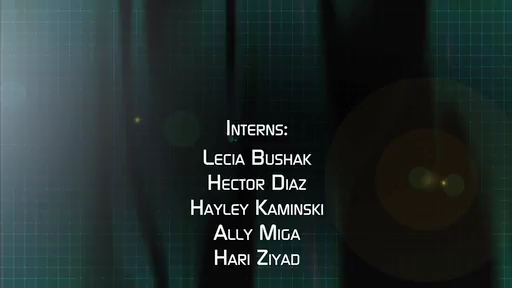 Interns:
Lecia Bushak
Hector Diaz
Hayley Kaminski
Ally Miga
Hari Ziyad